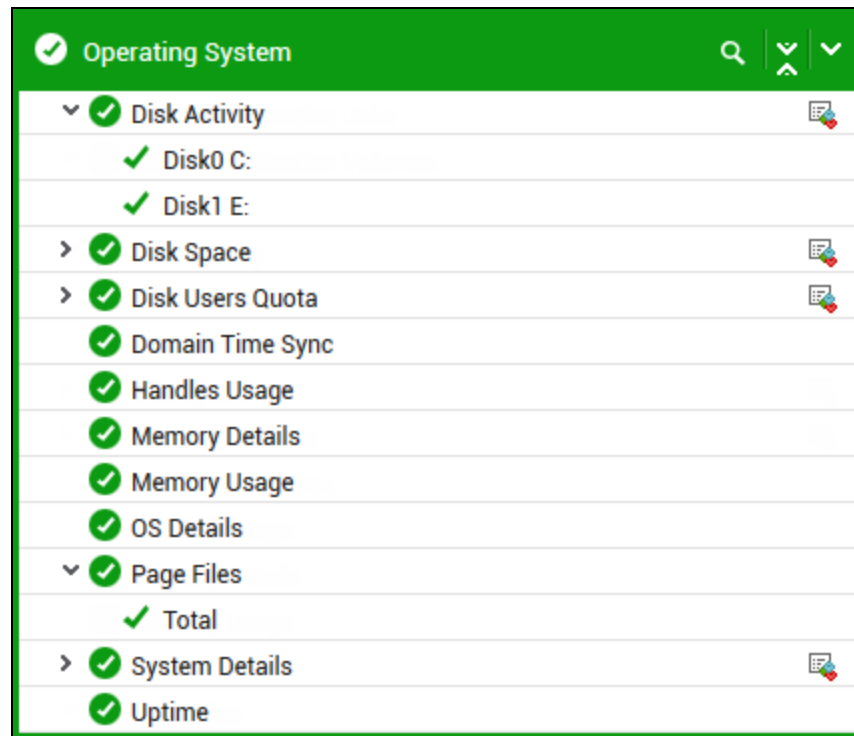 Operating System
Disk Activity
Disk0 C:
Disk1 E:
Disk Space
Disk Users Quota
Domain Time Sync
Handles Usage
Memory Details
Memory Usage
OS Details
Page Files
Total
System Details
Uptime